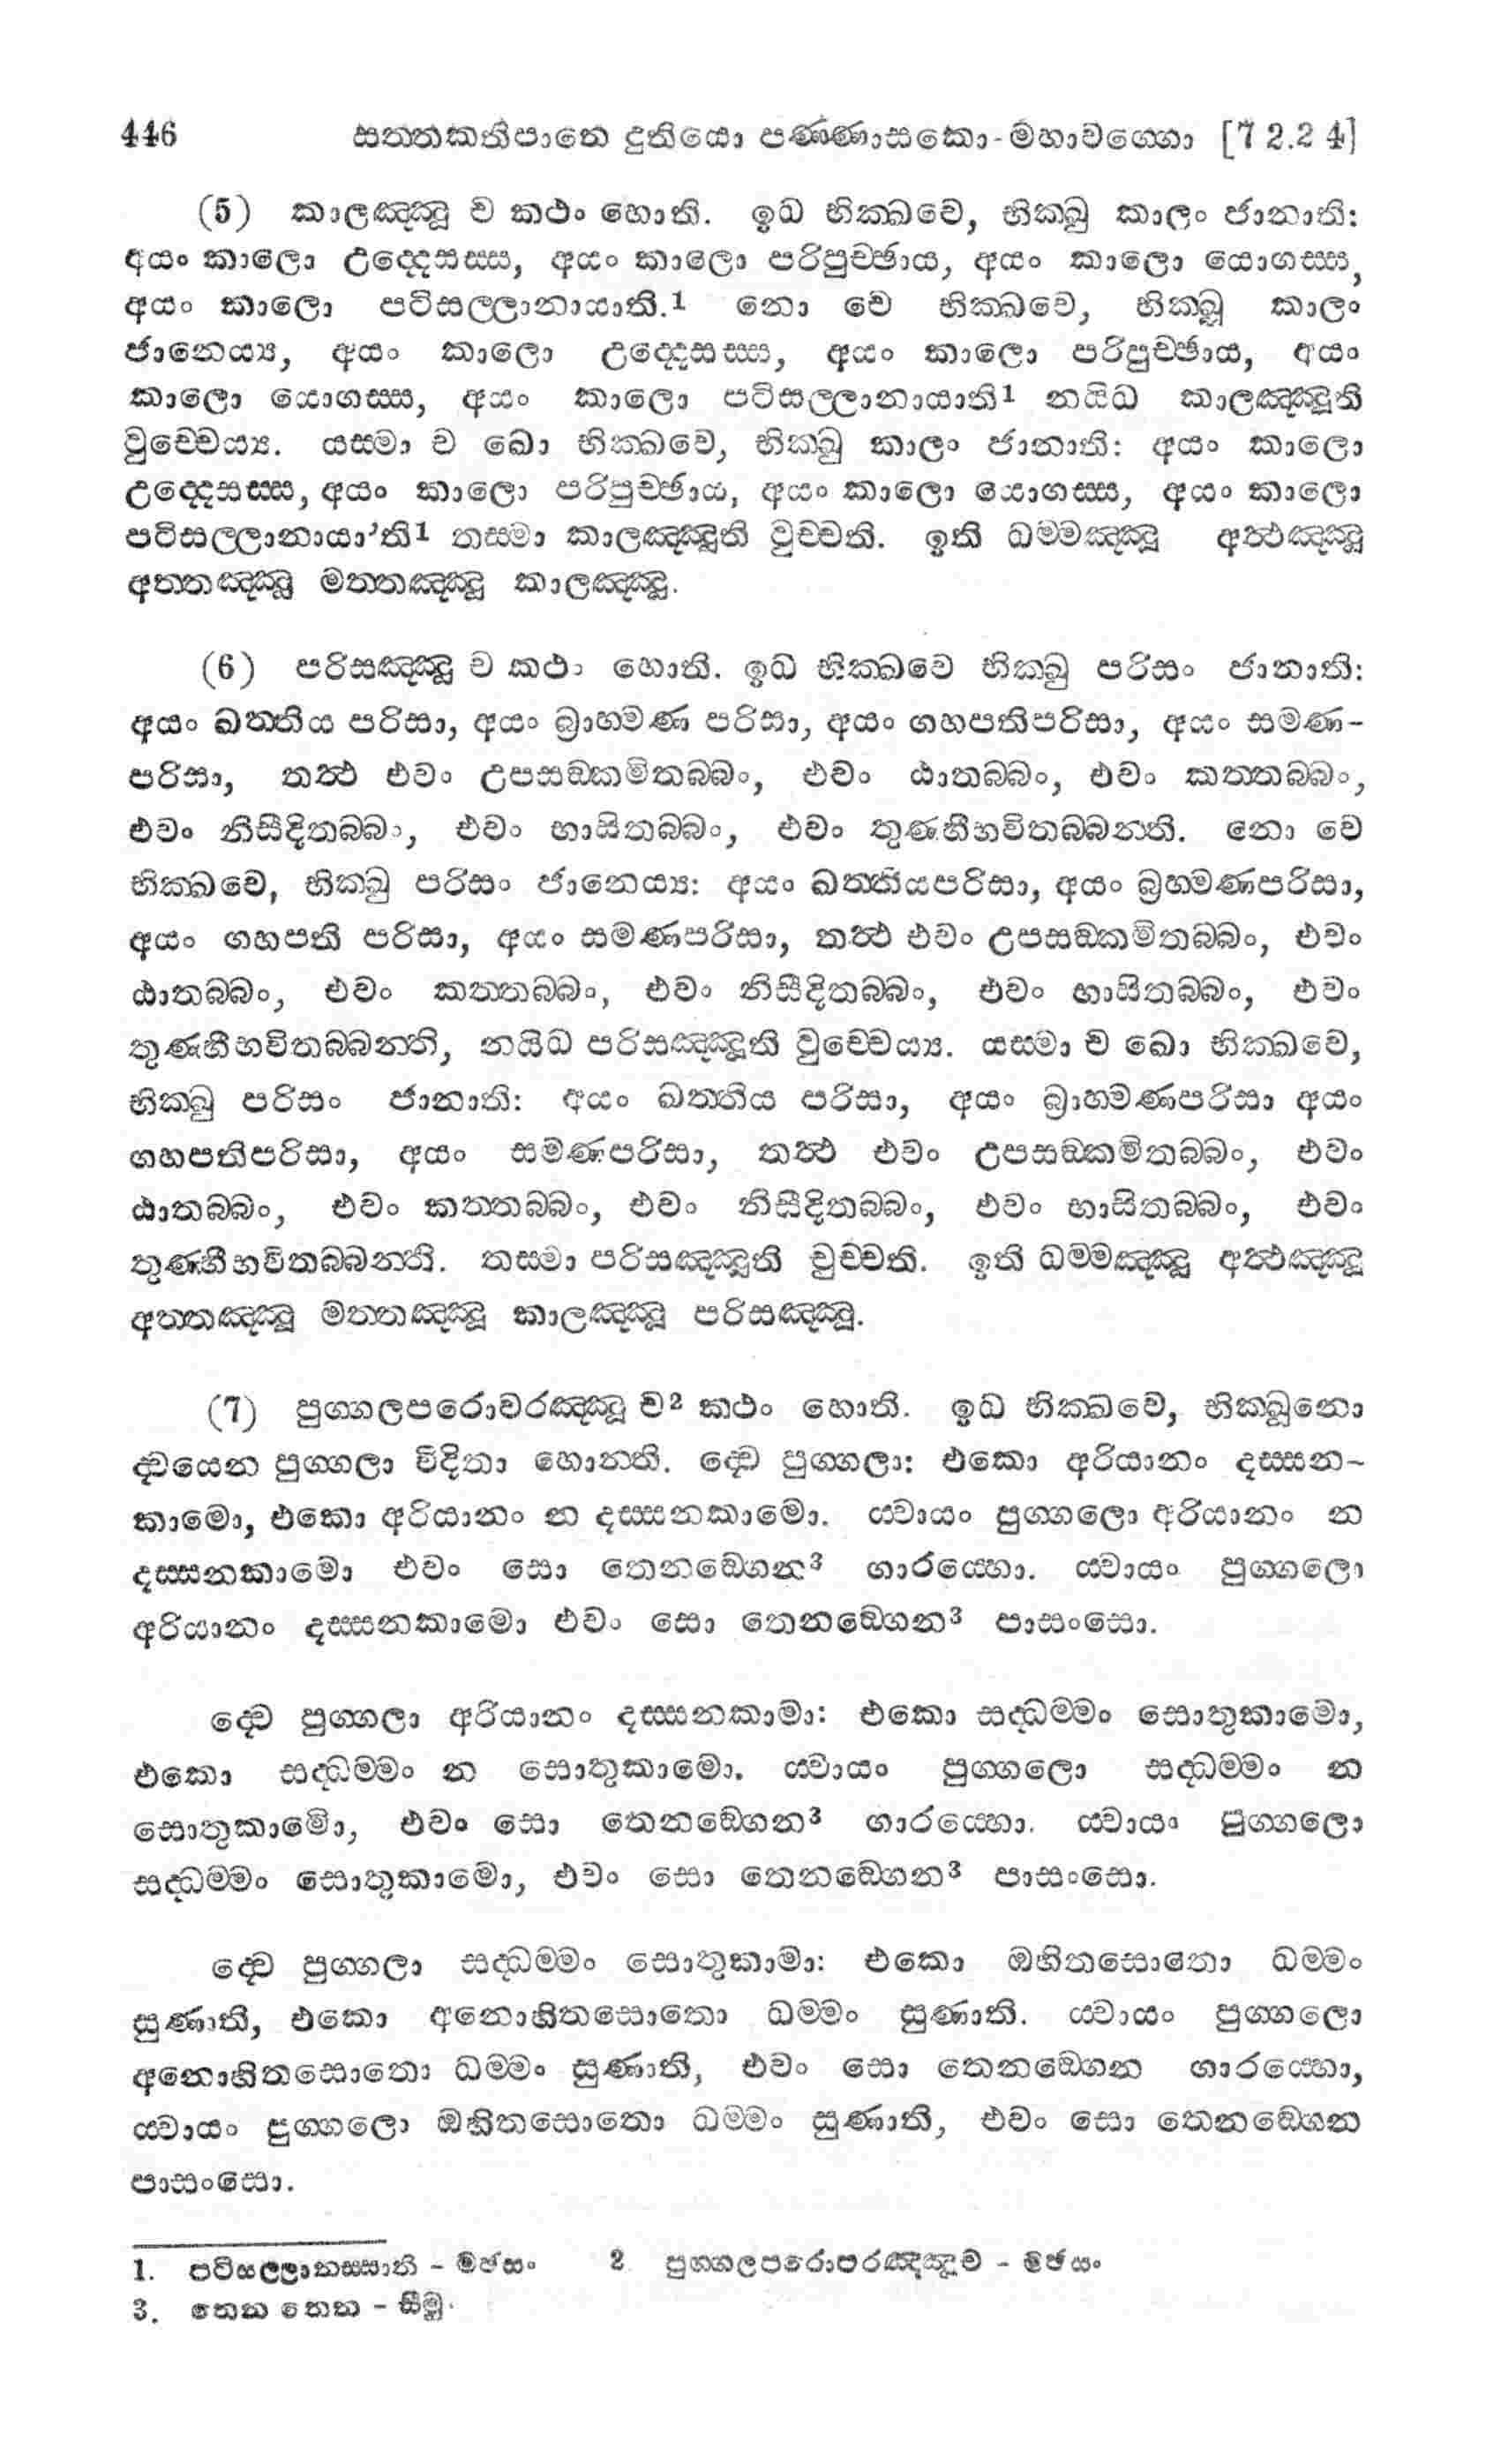 446 සත්තකනිපාතෙ දුතියො පණ්ණාසකො-මහාවග්ගො [7 2.2 4]
(5) කාලඤ්ඤූ ච කථං හොති. ඉධ භික්ඛවෙ, භික්ඛු කාලං ජානාති:
අයං කාලො උද්දෙසස්ස, අයං කාලො පරිපුච්ඡාය, අයං කාලො යොගස්ස,
අයං කාලො පටිසල්ලානායාති.1 නො චෙ භික්ඛවෙ, භික්ඛූ කාලං
ජානෙය්‍ය, අයං කාලො උද්දෙසස්ස, අයං කාලො පරිපුච්ඡාය, අයං
කාලො යොගස්ස, අයං කාලො පටිසල්ලානායාති1 නයිධ කාලඤ්ඤූති
වුච්චෙය්‍ය. යස්මා ච ඛො භික්ඛවෙ, භික්ඛු කාලං ජානාති: අයං කාලො
උද්දෙසස්ස, අයං කාලො පරිපුච්ඡාය, අයං කාලො යොගස්ස, අයං කාලො
පටිසල්ලානායා’ති1 තස්මා කාලඤ්ඤූති වුච්චති. ඉති ධම්මඤ්ඤූ අත්ථඤ්ඤූ
අත්තඤ්ඤූ මත්තඤ්ඤූ කාලඤ්ඤූ.
(6) පරිසඤ්ඤූ ච කථං හොති. ඉධ භික්ඛවෙ භික්ඛු පරිසං ජානාති:
අයං ඛත්තිය පරිසා, අයං බ්‍රාහ්මණ පරිසා, අයං ගහපතිපරිසා, අයං සමණ-
පරිසා, තත්ථ එවං උපසඞ්කමිතබ්බං, එවං ඨාතබ්බං, එවං කත්තබ්බං,
එවං නිසීදිතබ්බං, එවං භාසිතබ්බං, එවං තුණ්හීභවිතබ්බන්ති. නො චෙ
භික්ඛවෙ, භික්ඛු පරිසං ජානෙය්‍ය: අයං ඛත්තියපරිසා, අයං බ්‍රහ්මණපරිසා,
අයං ගහපති පරිසා, අයං සමණපරිසා, තත්ථ එවං උපසඞ්කමිතබ්බං, එවං
ඨාතබ්බං, එවං කත්තබ්බං, එවං නිසීදිතබ්බං, එවං භාසිතබ්බං, එවං
තුණ්හීභවිතබ්බන්ති, නයිධ පරිසඤ්ඤූති වුච්චෙය්‍ය. යස්මා ච ඛො භික්ඛවෙ,
භික්ඛු පරිසං ජානාති: අයං ඛත්තිය පරිසා, අයං බ්‍රාහ්මණපරිසා අයං
ගහපතිපරිසා, අයං සමණපරිසා, තත්ථ එවං උපසඞ්කමිතබ්බං, එවං
ඨාතබ්බං, එවං කත්තබ්බං, එවං නිසීදිතබ්බං, එවං භාසිතබ්බං, එවං
තුණ්හීභවිතබ්බන්ති. තස්මා පරිසඤ්ඤූති වුච්චති. ඉති ධම්මඤ්ඤූ අත්ථඤ්ඤූ
අත්තඤ්ඤූ මත්තඤ්ඤූ කාලඤ්ඤූ පරිසඤ්ඤූ.
(7) පුග්ගලපරොවරඤ්ඤූ ච2 කථං හොති. ඉධ භික්ඛවෙ, භික්ඛුනො
ද්වයෙන පුග්ගලා විදිතා හොන්ති. ද්වෙ පුග්ගලා: එකො අරියානං දස්සන-
කාමො, එකො අරියානං න දස්සනකාමො. ය්වායං පුග්ගලො අරියානං න
දස්සනකාමො එවං සො තෙනඞ්ගෙන3 ගාරය්හො. ය්වායං පුග්ගලො
අරියානං දස්සනකාමො එවං සො තෙනඞ්ගෙන3 පාසංසො.
ද්වෙ පුග්ගලා අරියානං දස්සනකාමා: එකො සද්ධම්මං සොතුකාමො,
එකො සද්ධම්මං න සොතුකාමො. ය්වායං පුග්ගලො සද්ධම්මං න
සොතුකාමො, එවං සො තෙනඞ්ගෙන3 ගාරය්හො. ය්වායං පුග්ගලො
සද්ධම්මං සොතුකාමො, එවං සො තෙනඞ්ගෙන3 පාසංසො.
ද්වෙ පුග්ගලා සද්ධම්මං සොතුකාමා: එකො ඔහිතසොතො ධම්මං
සුණාති, එකො අනොහිතසොතො ධම්මං සුණාති. ය්වායං පුග්ගලො
අනොහිතසොතො ධම්මං සුණාති, එවං සො තෙනඞ්ගෙන ගාරය්හො,
ය්වායං පුග්ගලො ඔහිතසොතො ධම්මං සුණාති, එවං සො තෙනඞ්ගෙන
පාසංසො.
1. පටිසල්ලානස්සාති - මජසං 2 පුග්ගලපරොපරඤ්ඤූච - මජසං
3. තෙන තෙන - සීමු.